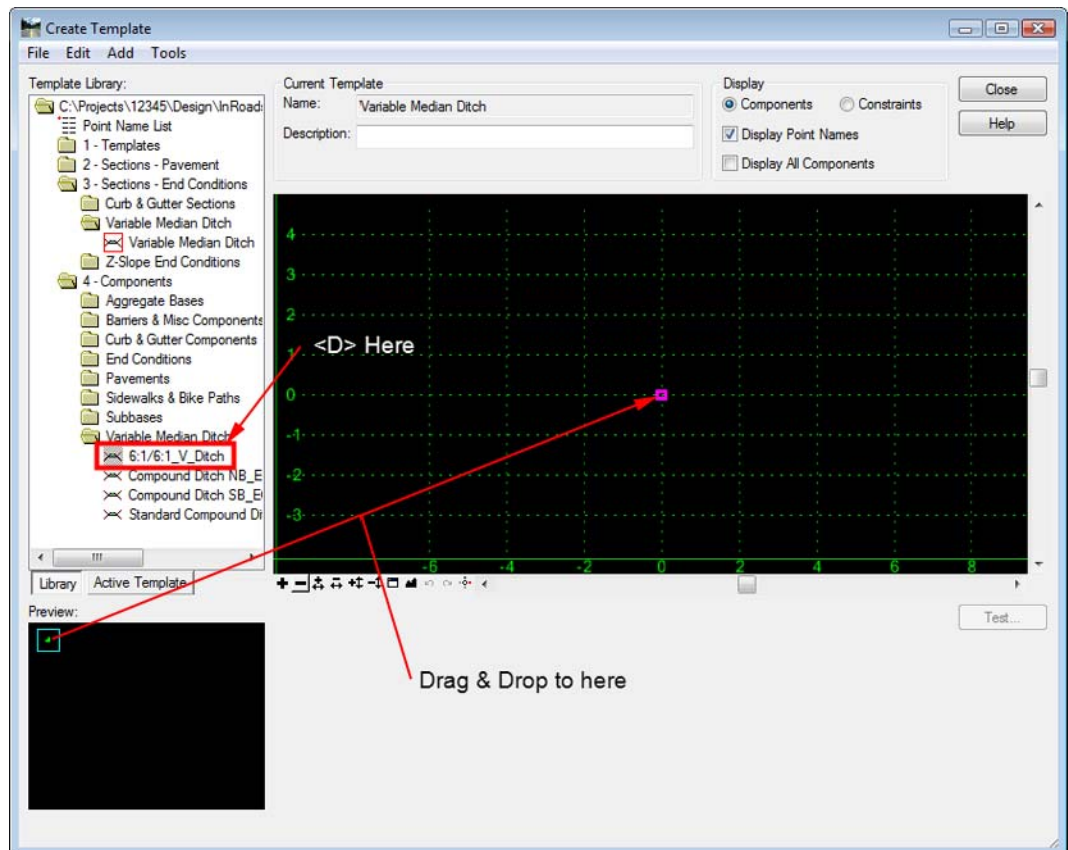 Create Template
File Edit Add Tools
Template Library:
C:\Projects\12345\Design\InRoads
Point Name List
1 - Templates
2 - Sections - Pavement
3 - Sections - End Conditions
Curb & Gutter Sections
Variable Median Ditch
Variable Median Ditch
Z-Slope End Conditions
4 - Components
Aggregate Bases
Barriers & Misc Components
Curb & Gutter Components
End Conditions
Pavements
Sidewalks & Bike Paths
Subbases
Variable Median Ditch
6:1/6:1_V_Ditch
Compound Ditch NB_E
Compound Ditch SB_E
Standard Compound Di
Library Active Template
Preview:
Current Template
Name: Variable Median Ditch
Description:
Display
Components Constraints
Display Point Names
Display All Components
Close
Help
4
3
2
1
0
-1
-2
-3
-6 -4 -2 0 2 4 6 8
<D> Here
Drag & Drop to here
Test...